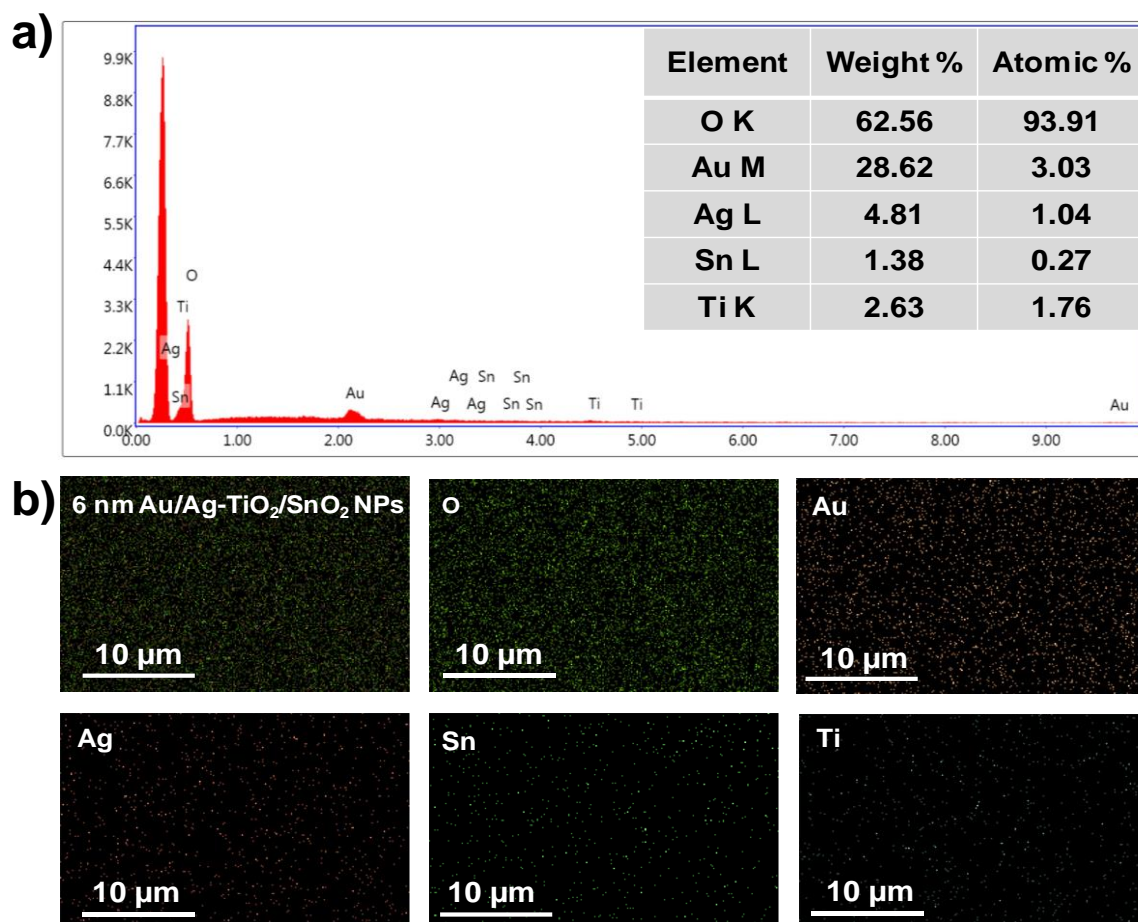 a)
Element Weight % Atomic %
O K 62.56 93.91
Au M 28.62 3.03
Ag L 4.81 1.04
Sn L 1.38 0.27
Ti K 2.63 1.76
9.9K
8.8K
7.7K
6.6K
5.5K
4.4K
3.3K
2.2K
1.1K
0.0K
O
Ti
Ag
Sn
Au
Ag Sn Sn
Ag Ag Sn Sn Ti Ti Au
0.00 1.00 2.00 3.00 4.00 5.00 6.00 7.00 8.00 9.00
b)
6 nm Au/Ag-TiO₂/SnO₂ NPs
10 µm
O
10 µm
Au
10 µm
Ag
10 µm
Sn
10 µm
Ti
10 µm